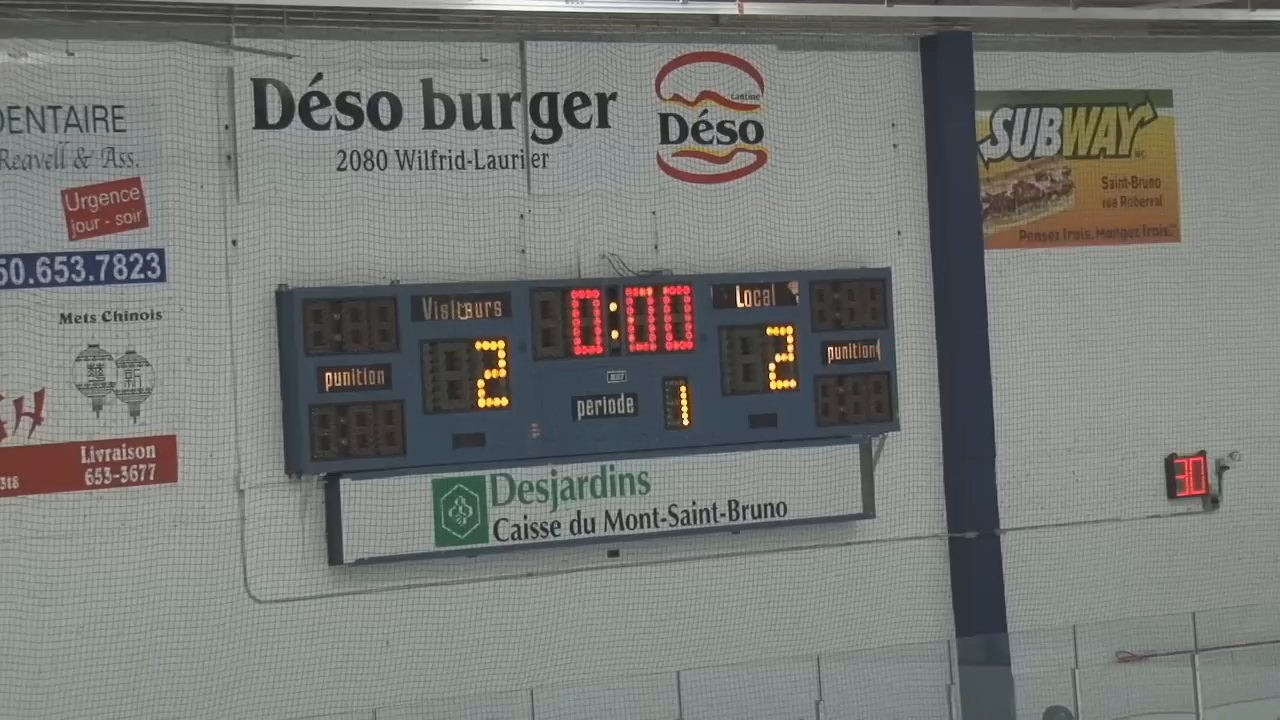 DENTAIRE
Reavell & Ass.
Urgence
jour - soir
50.653.7823
Mets Chinois
Livraison
653-3677
Déso burger
2080 Wilfrid-Laurier
Cantine
Déso
SUBWAY
Saint-Bruno
rue Roberval
Pensez frais. Mangez frais.
Visiteurs
0:00
Local
2
2
punition
punition
periode
1
Desjardins
Caisse du Mont-Saint-Bruno
30